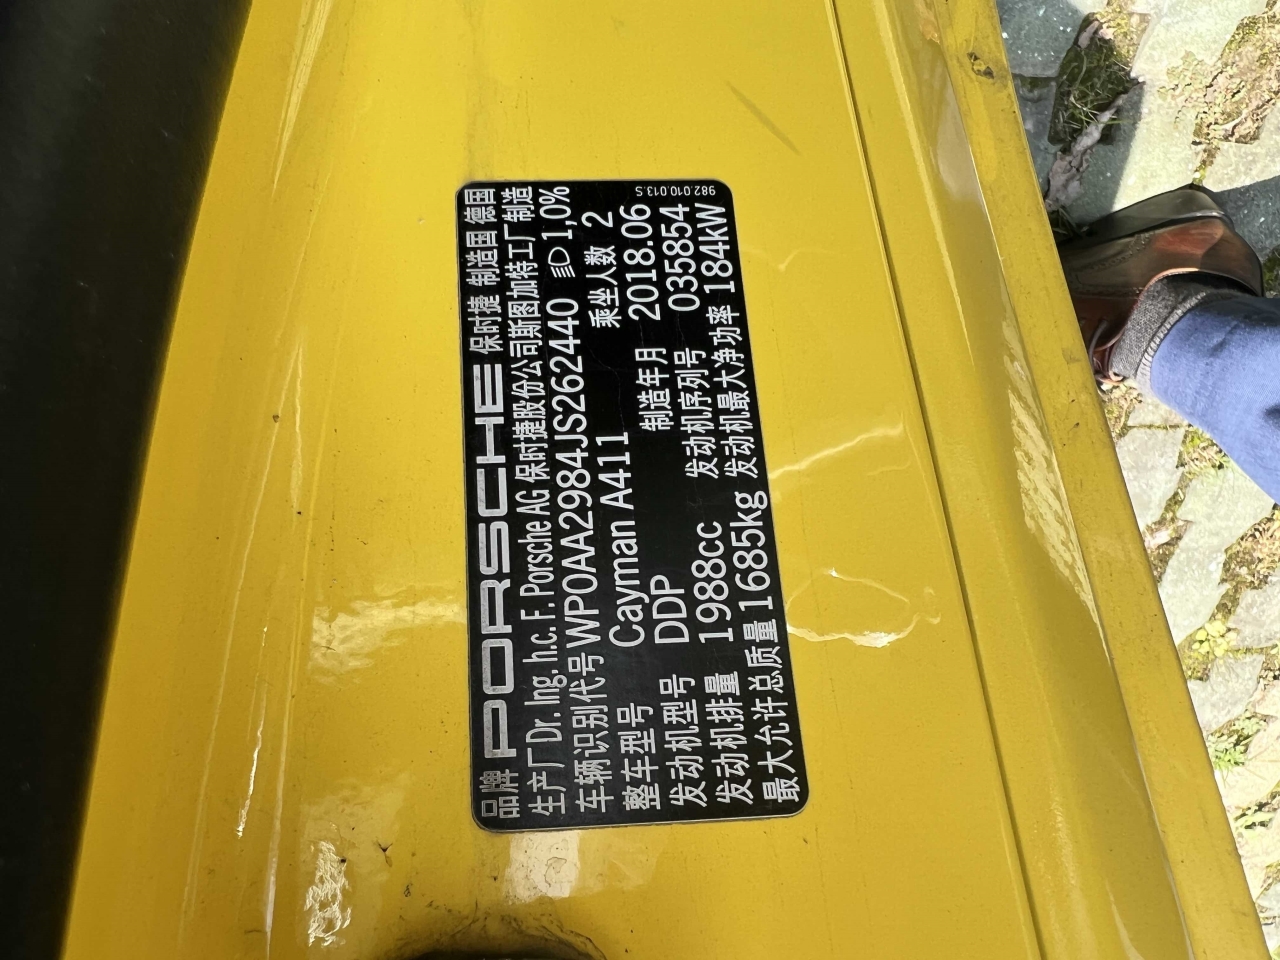 品牌 PORSCHE 保时捷 制造国 德国
生产厂 Dr. Ing. h.c. F. Porsche AG 保时捷股份公司斯图加特工厂制造
车辆识别代号 WP0AA2984JS262440 1,0%
整车型号 Cayman A411 乘坐人数 2
发动机型号 DDP 制造年月 2018.06
发动机排量 1988cc 发动机序列号 035854
最大允许总质量 1685kg 发动机最大净功率 184kW
982.010.013.S